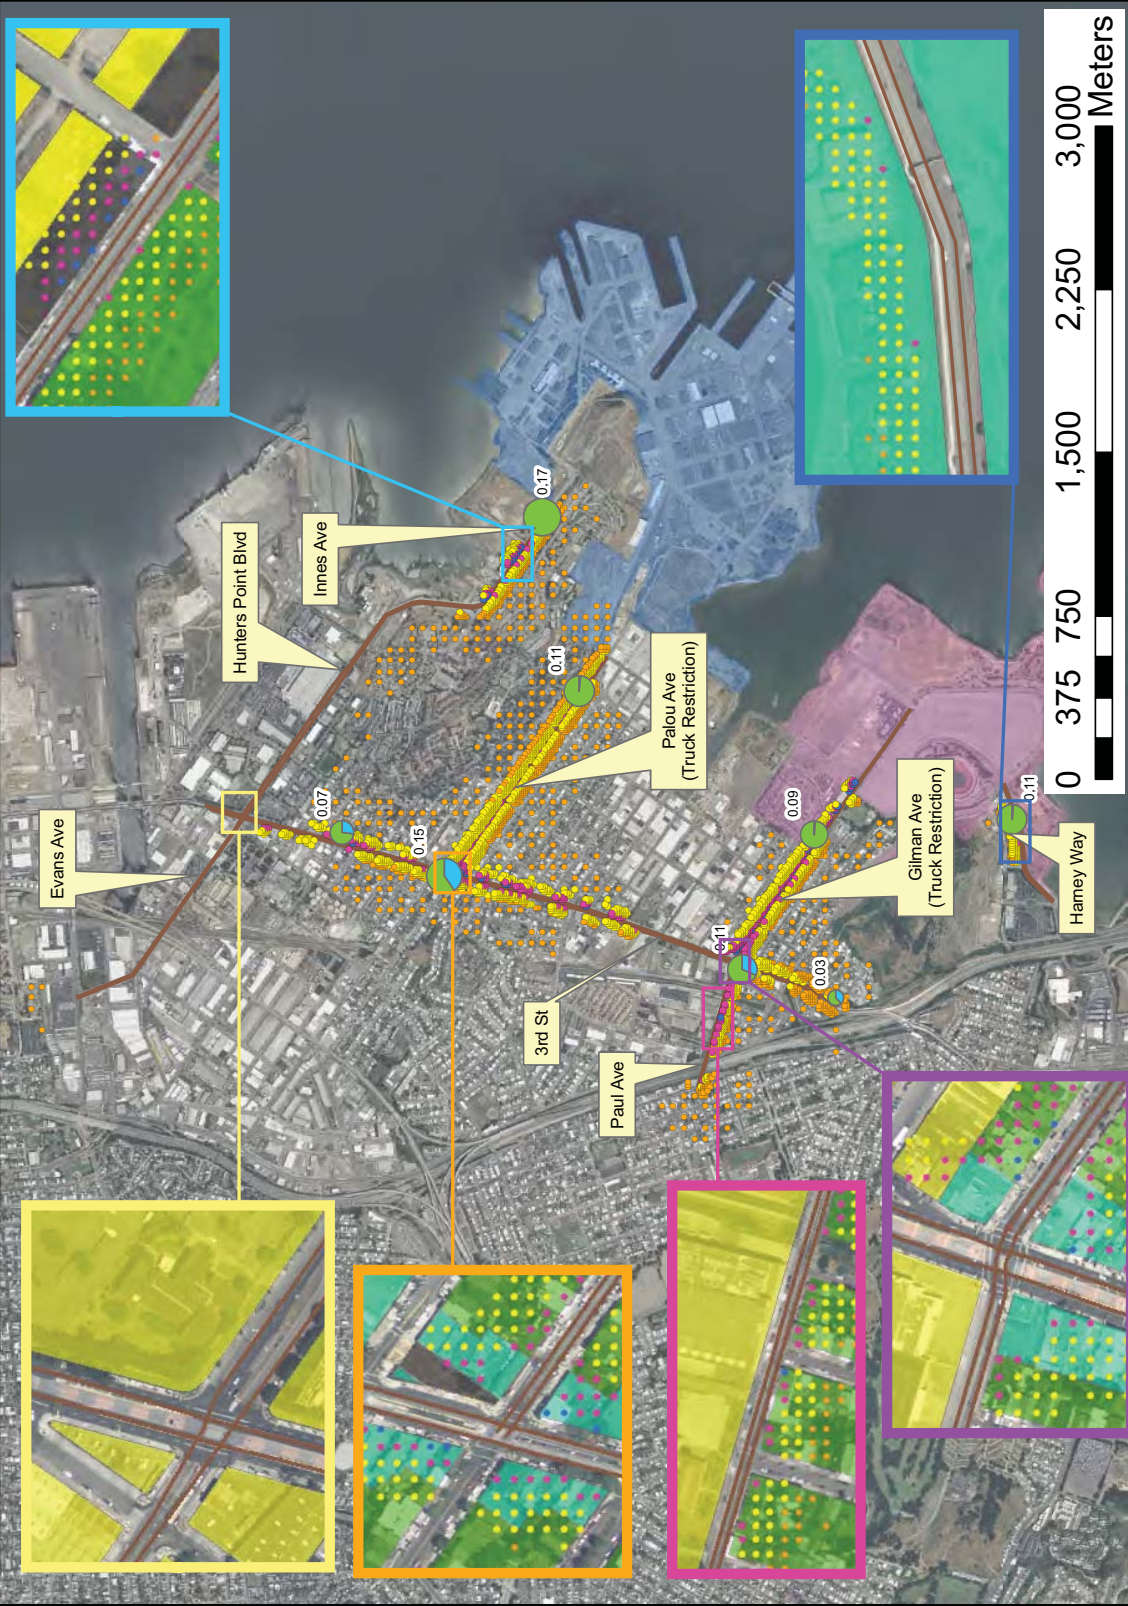 Evans Ave
Hunters Point Blvd
Innes Ave
0.17
0.11
0.07
0.15
Palou Ave
(Truck Restriction)
0.09
Gilman Ave
(Truck Restriction)
0.11
Harney Way
0.11
0.03
3rd St
Paul Ave
0 375 750 1,500 2,250 3,000
Meters